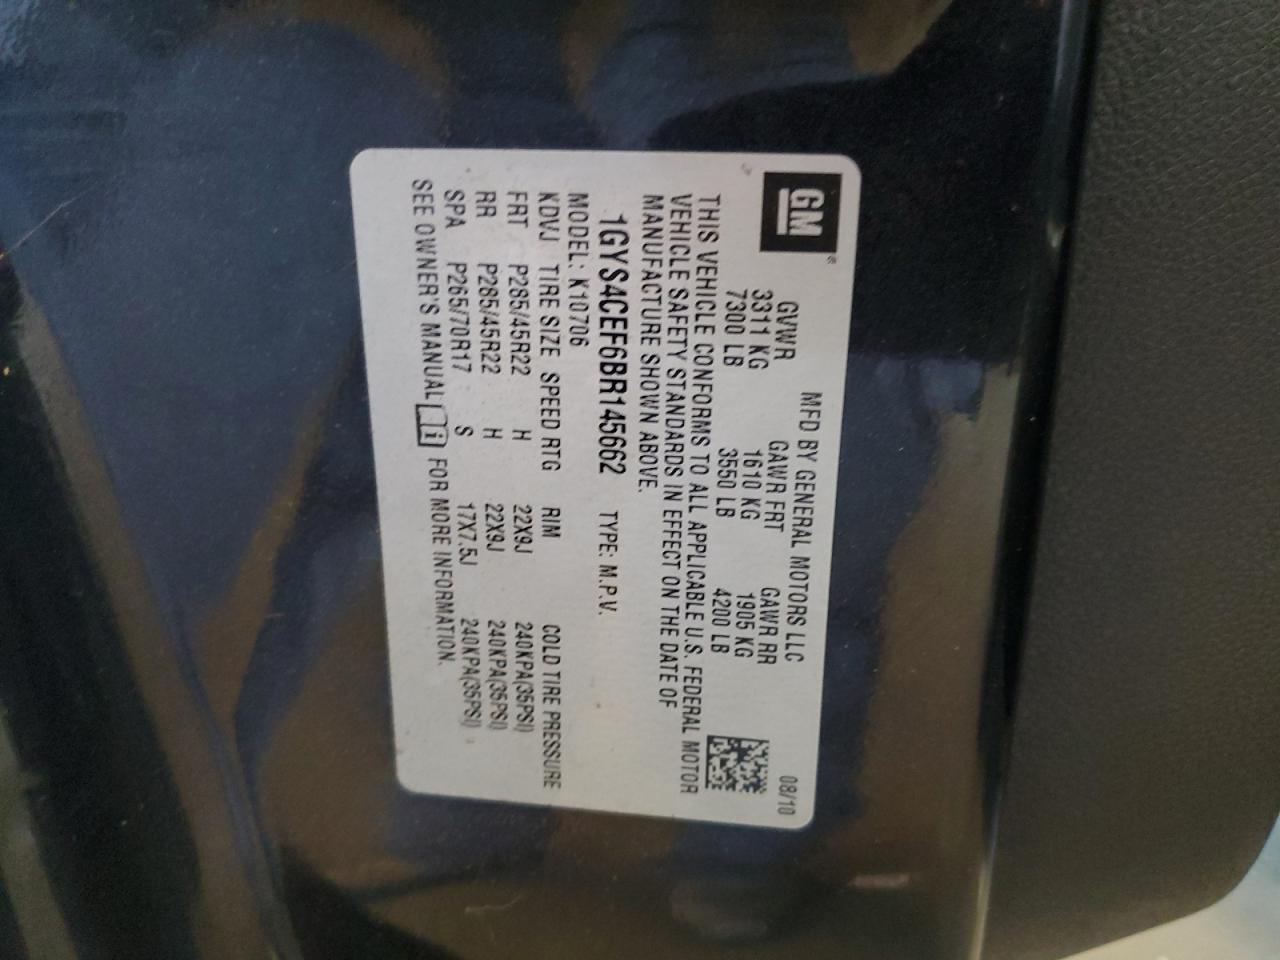 GM®
MFD BY GENERAL MOTORS LLC 08/10
GVWR GAWR FRT GAWR RR
3311 KG 1610 KG 1905 KG
7300 LB 3550 LB 4200 LB
THIS VEHICLE CONFORMS TO ALL APPLICABLE U.S. FEDERAL MOTOR
VEHICLE SAFETY STANDARDS IN EFFECT ON THE DATE OF
MANUFACTURE SHOWN ABOVE.
1GYS4CEF6BR145662 TYPE: M.P.V.
MODEL: K10706
KDVJ TIRE SIZE SPEED RTG RIM COLD TIRE PRESSURE
FRT P285/45R22 H 22X9J 240KPA(35PSI)
RR P285/45R22 H 22X9J 240KPA(35PSI)
SPA P265/70R17 S 17X7.5J 240KPA(35PSI)
SEE OWNER'S MANUAL i FOR MORE INFORMATION.